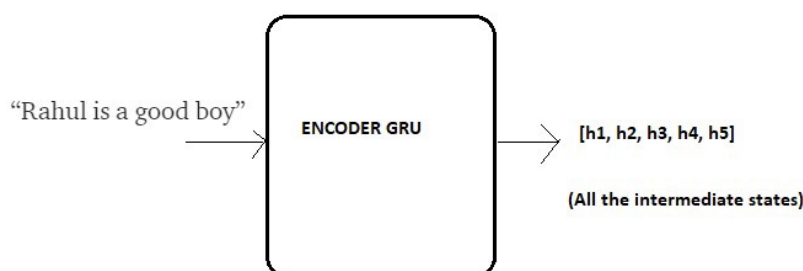 “Rahul is a good boy”
ENCODER GRU
[h1, h2, h3, h4, h5]
(All the intermediate states)